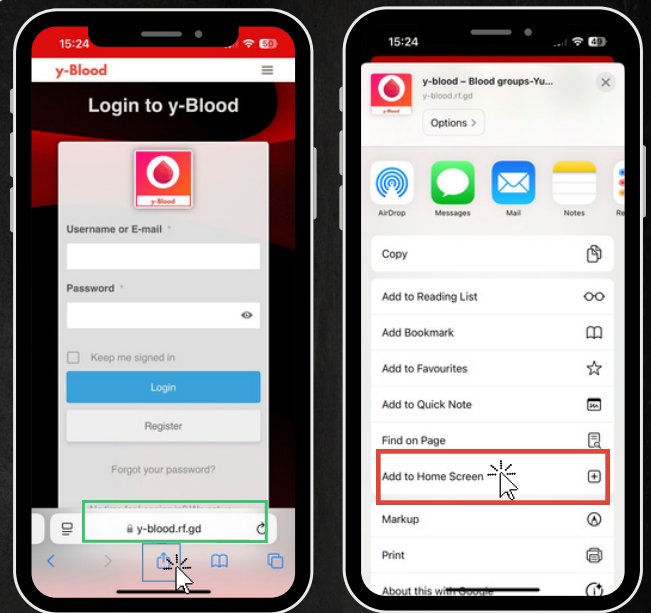 15:24
50
y-Blood
Login to y-Blood
y-Blood
Username or E-mail *
Password *
Keep me signed in
Login
Register
Forgot your password?
y-blood.rf.gd
15:24
49
y-blood – Blood groups-Yu...
y-blood.rf.gd
y-Blood
Options >
AirDrop
Messages
Mail
Notes
Re
Copy
Add to Reading List
Add Bookmark
Add to Favourites
Add to Quick Note
Find on Page
Add to Home Screen
Markup
Print
About this with Google